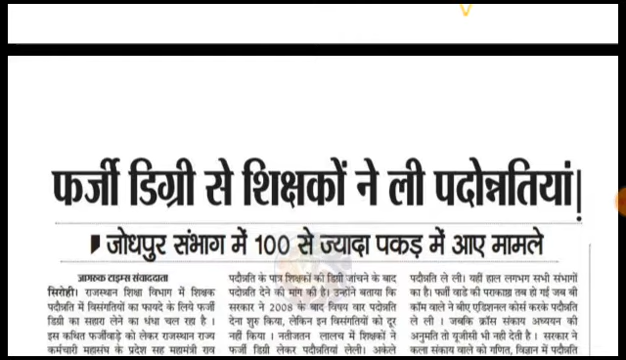 फर्जी डिग्री से शिक्षकों ने ली पदोन्नतियां!
जोधपुर संभाग में 100 से ज्यादा पकड़ में आए मामले
जागरूक टाइम्स संवाददाता
सिरोही। राजस्थान शिक्षा विभाग में शिक्षक
पदौन्नति में विसंगतियों का फायदे के लिये फर्जी
डिग्री का सहारा लेने का धंधा चल रहा है ।
इस कथित फर्जीवाड़े को लेकर राजस्थान राज्य
कर्मचारी महासंघ के प्रदेश सह महामंत्री राव
पदौन्नति के पात्र शिक्षकों की डिग्री जांचने के बाद
पदोन्नति देने की मांग की है। उन्होंने बताया कि
सरकार ने 2008 के बाद विषय वार पदोन्नति
देना शुरु किया, लेकिन इन विसंगतियों को दूर
नहीं किया । नतीजतन लालच में शिक्षकों ने
फर्जी डिग्री लेकर पदौन्नतियां लेली। अकेले
पदौन्नति ले ली। यहीं हाल लगभग सभी संभागों
का है। फर्जी वाडे की पराकाष्ठा तब हो गई जब बी
कॉम वाले ने बीए एडिशनल कोर्स करके पदौन्नति
ले ली । जबकि क्रॉस संकाय अध्ययन की
अनुमति तो यूजीसी भी नही देती है । सरकार ने
कला संकाय वाले को गणित, विज्ञान में पदौन्नति